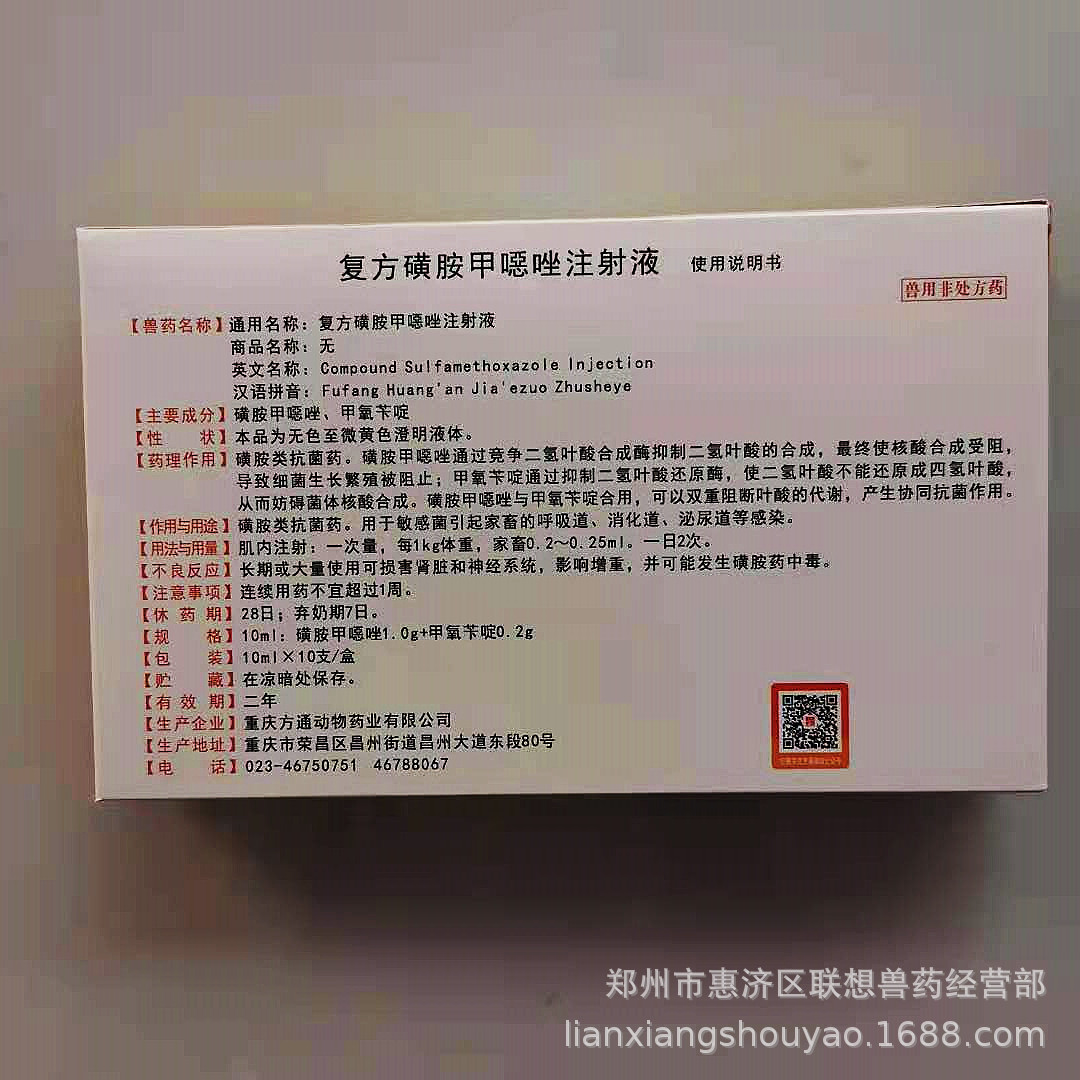 复方磺胺甲噁唑注射液 使用说明书
兽用非处方药
【兽药名称】通用名称：复方磺胺甲噁唑注射液
商品名称：无
英文名称：Compound Sulfamethoxazole Injection
汉语拼音：Fufang Huang'an Jia'ezuo Zhusheye
【主要成分】磺胺甲噁唑、甲氧苄啶
【性 状】本品为无色至微黄色澄明液体。
【药理作用】磺胺类抗菌药。磺胺甲噁唑通过竞争二氢叶酸合成酶抑制二氢叶酸的合成，最终使核酸合成受阻，
导致细菌生长繁殖被阻止；甲氧苄啶通过抑制二氢叶酸还原酶，使二氢叶酸不能还原成四氢叶酸，
从而妨碍菌体核酸合成。磺胺甲噁唑与甲氧苄啶合用，可以双重阻断叶酸的代谢，产生协同抗菌作用。
【作用与用途】磺胺类抗菌药。用于敏感菌引起家畜的呼吸道、消化道、泌尿道等感染。
【用法与用量】肌内注射：一次量，每1kg体重，家畜0.2～0.25ml。一日2次。
【不良反应】长期或大量使用可损害肾脏和神经系统，影响增重，并可能发生磺胺药中毒。
【注意事项】连续用药不宜超过1周。
【休 药 期】28日；弃奶期7日。
【规 格】10ml：磺胺甲噁唑1.0g+甲氧苄啶0.2g
【包 装】10ml×10支/盒
【贮 藏】在凉暗处保存。
【有 效 期】二年
【生产企业】重庆方通动物药业有限公司
【生产地址】重庆市荣昌区昌州街道昌州大道东段80号
【电 话】023-46750751 46788067
郑州市惠济区联想兽药经营部
lianxiangshouyao.1688.com